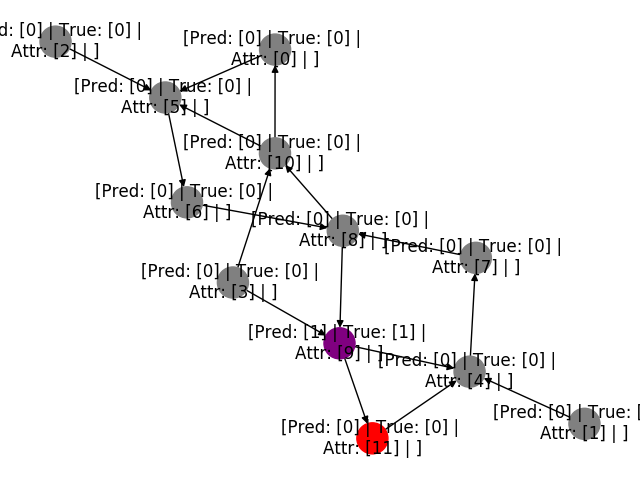 d: [0] | True: [0] |
Attr: [2] | ]
[Pred: [0] | True: [0] |
Attr: [0] | ]
[Pred: [0] | True: [0] |
Attr: [5] | ]
[Pred: [0] | True: [0] |
Attr: [10] | ]
[Pred: [0] | True: [0] |
Attr: [6] | ]
[Pred: [0] | True: [0] |
Attr: [8] | ]
[Pred: [0] | True: [0] |
Attr: [7] | ]
[Pred: [0] | True: [0] |
Attr: [3] | ]
[Pred: [1] | True: [1] |
Attr: [9] | ]
[Pred: [0] | True: [0] |
Attr: [4] | ]
[Pred: [0] | True: [
Attr: [1] | ]
[Pred: [0] | True: [0] |
Attr: [11] | ]